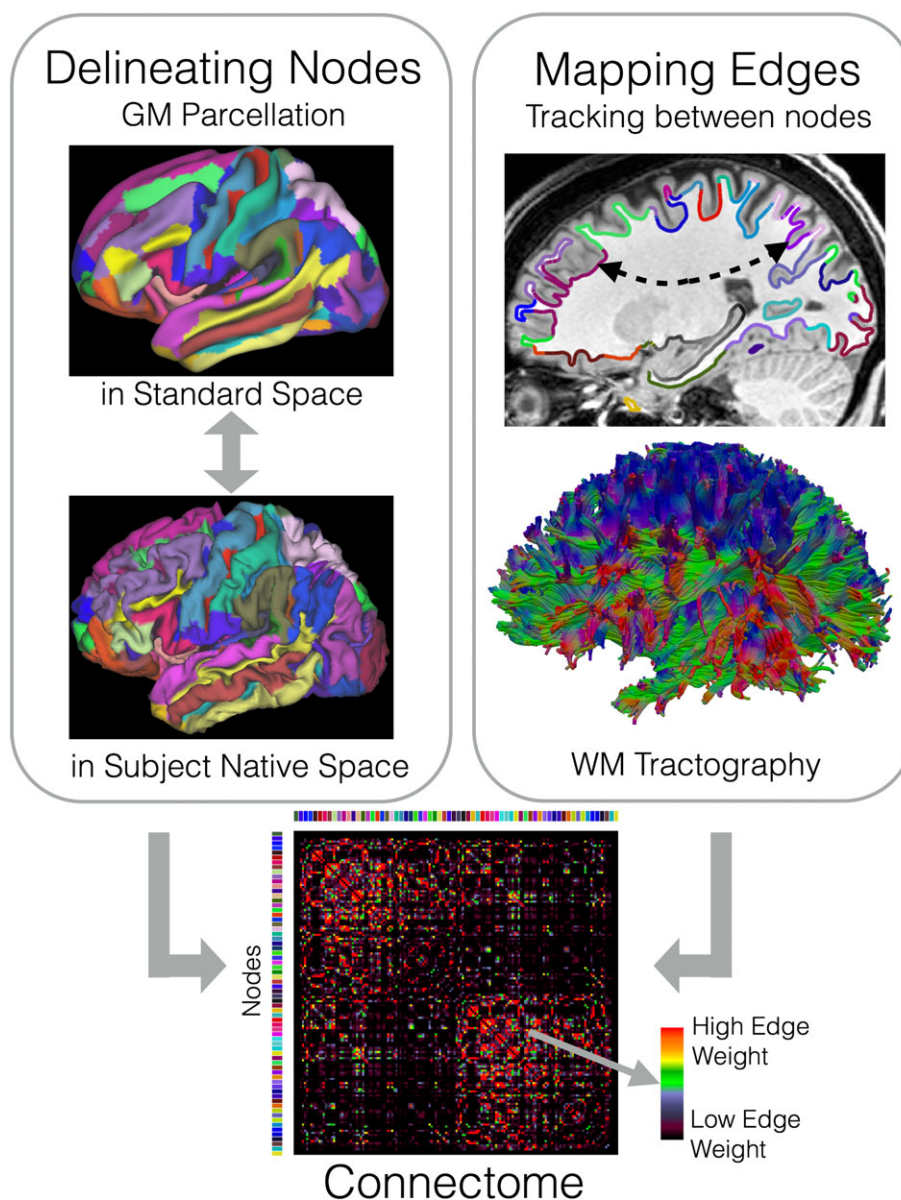 Delineating Nodes
GM Parcellation
in Standard Space
in Subject Native Space
Mapping Edges
Tracking between nodes
WM Tractography
Nodes
High Edge
Weight
Low Edge
Weight
Connectome